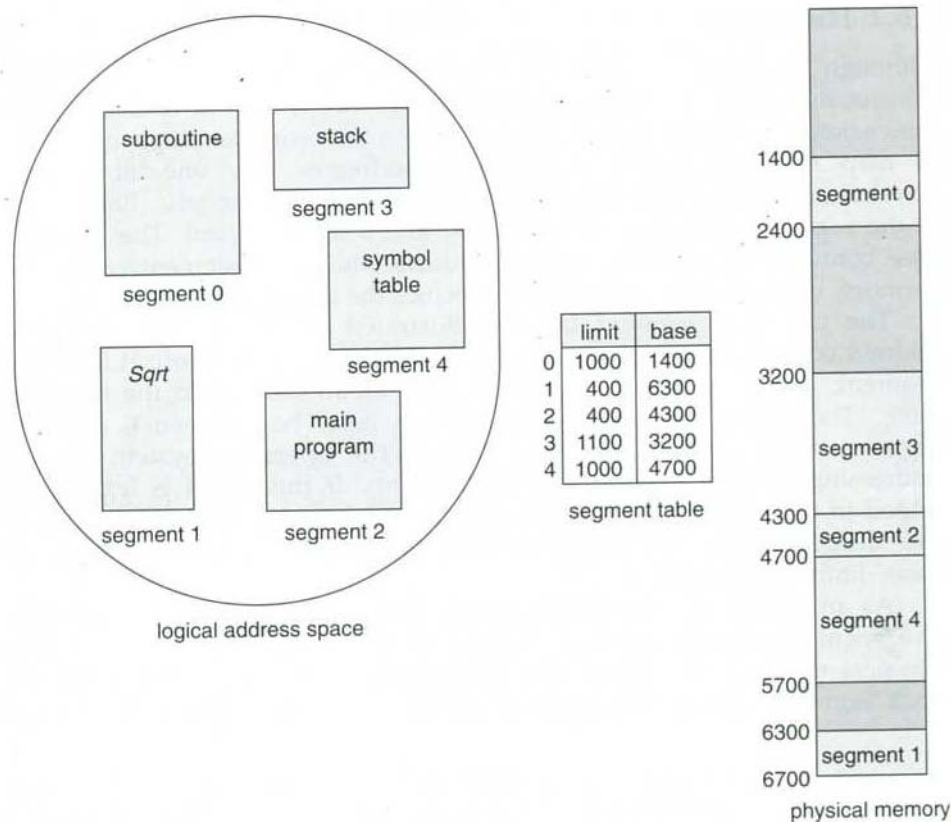 subroutine
segment 0
stack
segment 3
symbol
table
segment 4
Sqrt
segment 1
main
program
segment 2
logical address space
limit base
0 1000 1400
1 400 6300
2 400 4300
3 1100 3200
4 1000 4700
segment table
1400
segment 0
2400
3200
segment 3
4300
segment 2
4700
segment 4
5700
6300
segment 1
6700
physical memory